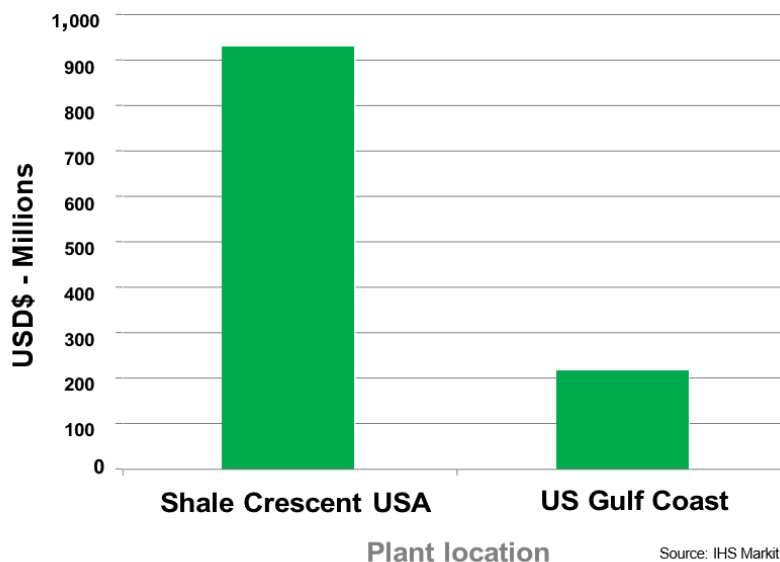 1,000
900
800
700
600
500
400
300
200
100
0
USD$ - Millions
Shale Crescent USA
US Gulf Coast
Plant location
Source: IHS Markit